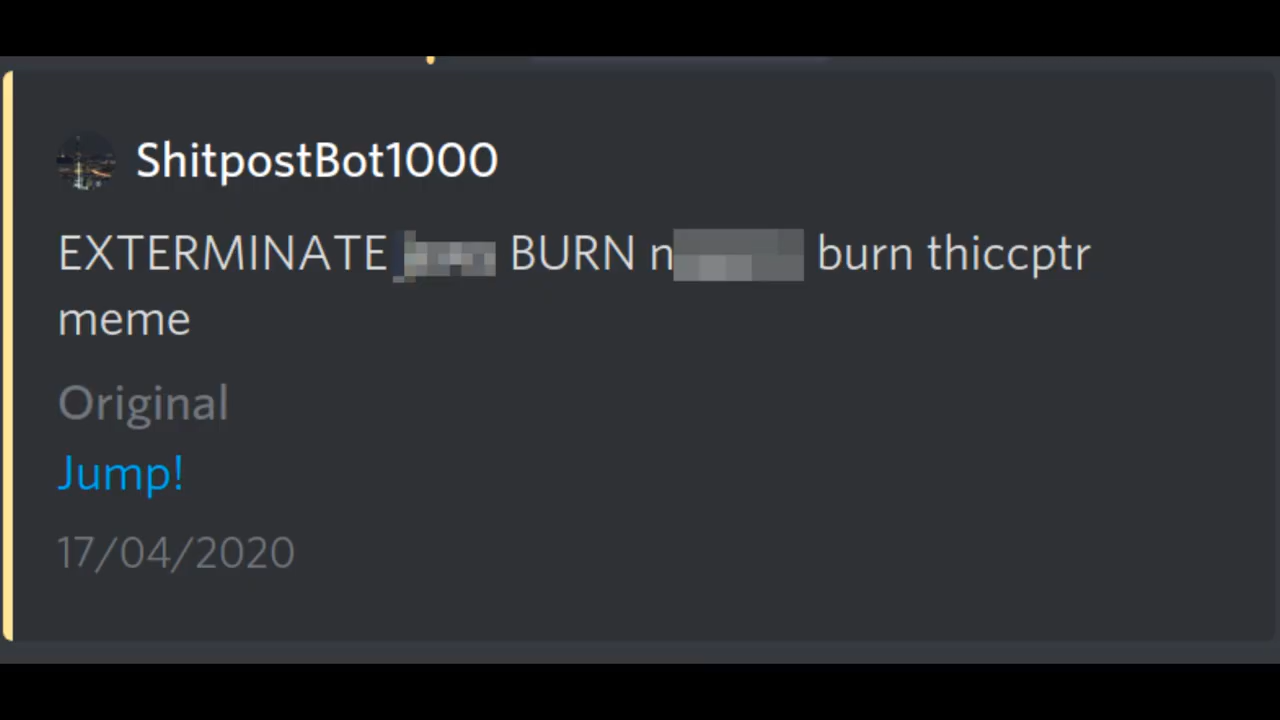 ShitpostBot1000
EXTERMINATE BURN n burn thiccptr
meme
Original
Jump!
17/04/2020